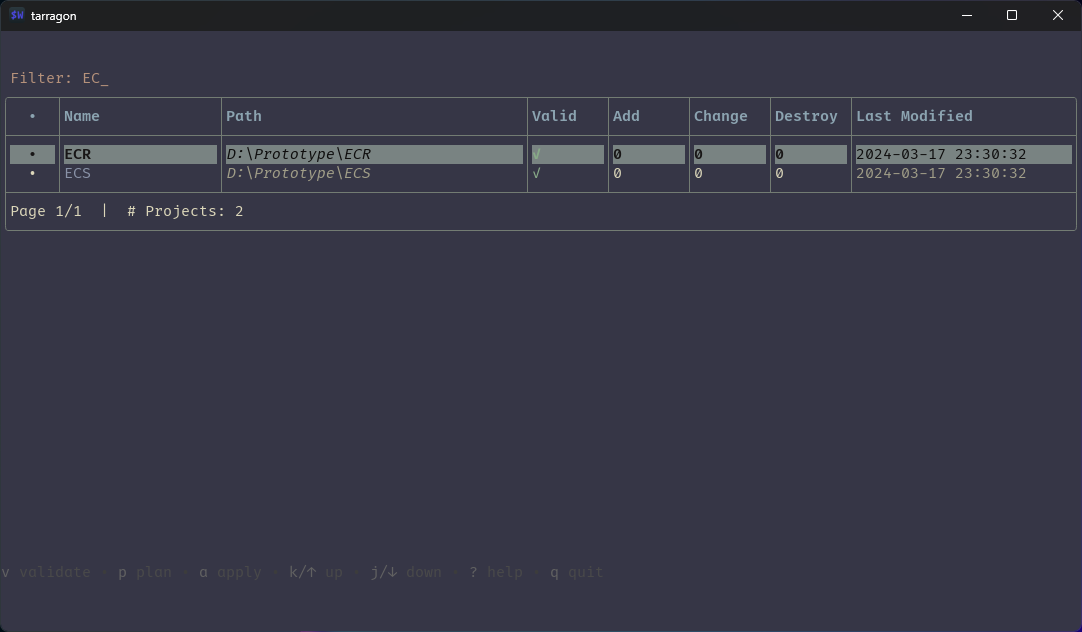 $W tarragon
Filter: EC_
• Name Path Valid Add Change Destroy Last Modified
• ECR D:\Prototype\ECR √ 0 0 0 2024-03-17 23:30:32
• ECS D:\Prototype\ECS √ 0 0 0 2024-03-17 23:30:32
Page 1/1 | # Projects: 2
v validate · p plan · a apply · k/↑ up · j/↓ down · ? help · q quit